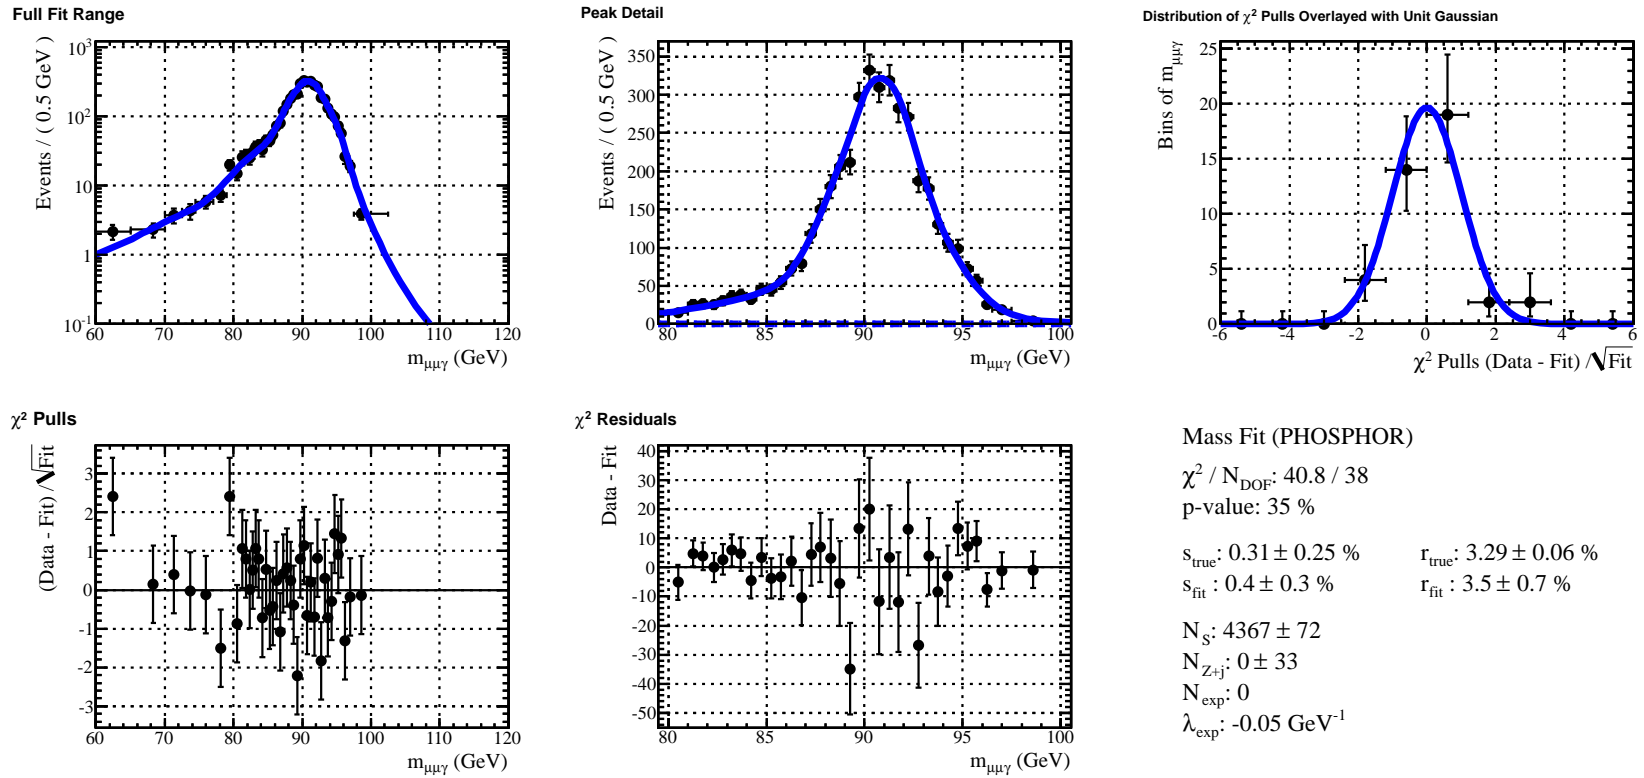 Full Fit Range
Events / ( 0.5 GeV )
10³
10²
10
1
10⁻¹
60 70 80 90 100 110 120
m_μμγ (GeV)
Peak Detail
Events / ( 0.5 GeV )
350
300
250
200
150
100
50
0
80 85 90 95 100
m_μμγ (GeV)
Distribution of χ² Pulls Overlayed with Unit Gaussian
Bins of m_μμγ
25
20
15
10
5
0
-6 -4 -2 0 2 4 6
χ² Pulls (Data - Fit) /√Fit
χ² Pulls
(Data - Fit) / √Fit
3
2
1
0
-1
-2
-3
60 70 80 90 100 110 120
m_μμγ (GeV)
χ² Residuals
Data - Fit
40
30
20
10
0
-10
-20
-30
-40
-50
80 85 90 95 100
m_μμγ (GeV)
Mass Fit (PHOSPHOR)
χ² / N_DOF: 40.8 / 38
p-value: 35 %
s_true: 0.31 ± 0.25 % r_true: 3.29 ± 0.06 %
s_fit : 0.4 ± 0.3 % r_fit : 3.5 ± 0.7 %
N_S: 4367 ± 72
N_Z+j: 0 ± 33
N_exp: 0
λ_exp: -0.05 GeV⁻¹